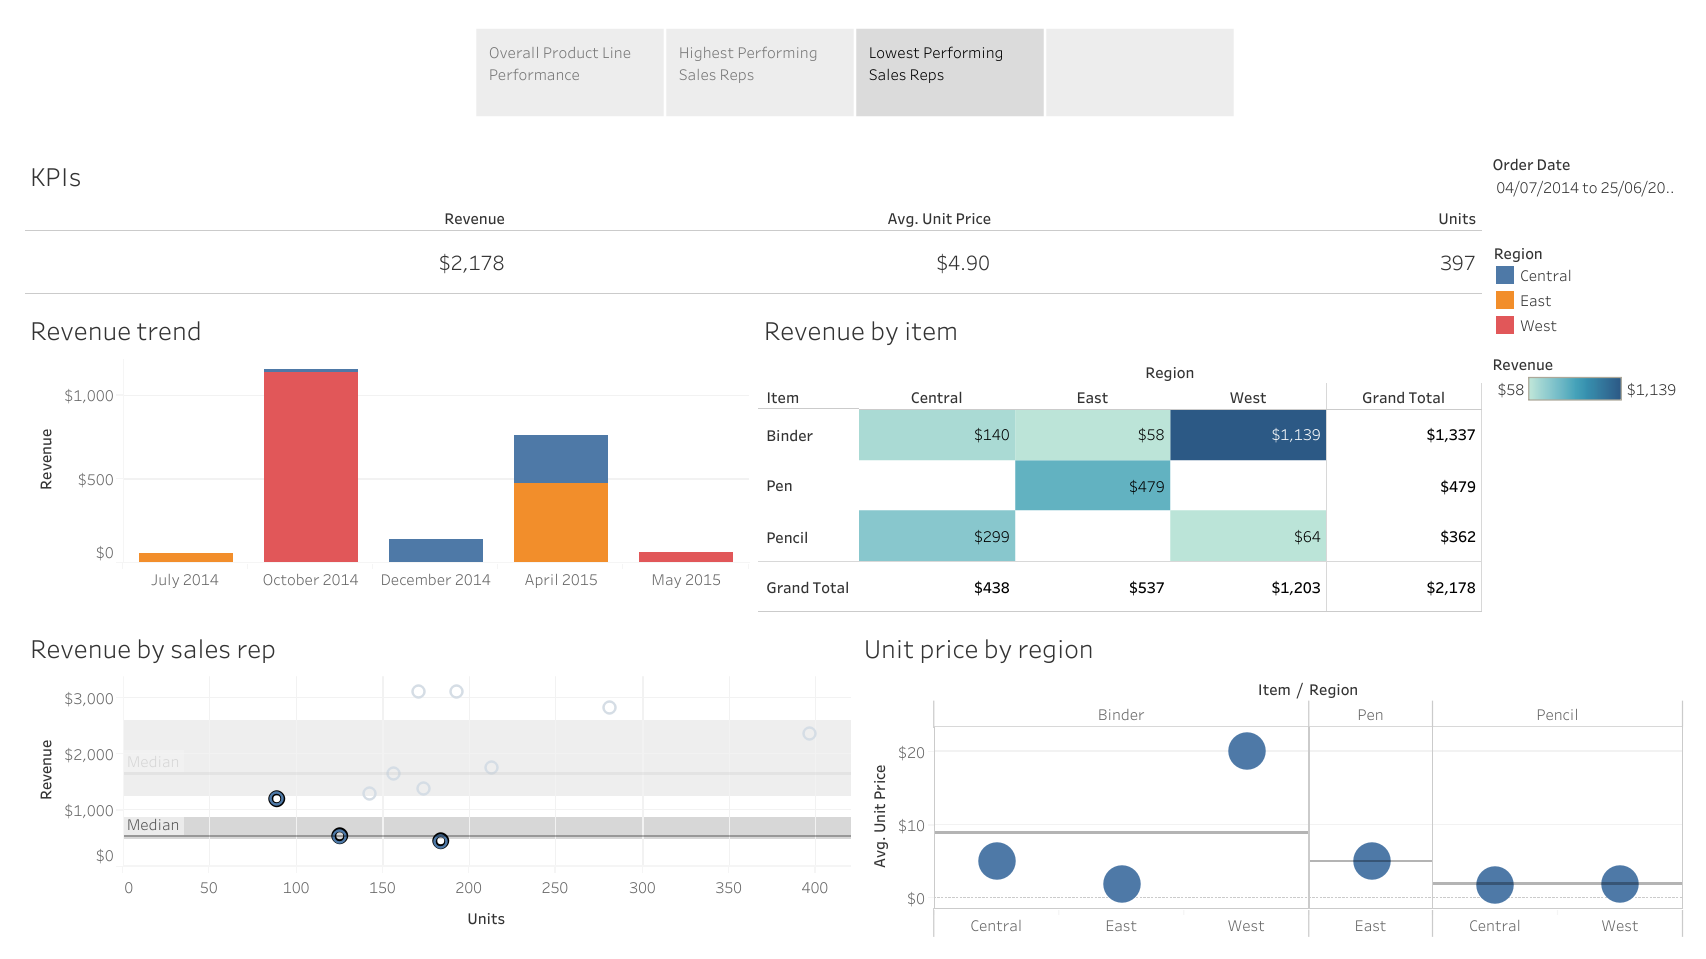 Overall Product Line
Performance
Highest Performing
Sales Reps
Lowest Performing
Sales Reps
KPIs
Revenue Avg. Unit Price Units
$2,178 $4.90 397
Order Date
04/07/2014 to 25/06/20..
Region
Central
East
West
Revenue
$58 $1,139
Revenue trend
Revenue
$1,000
$500
$0
July 2014 October 2014 December 2014 April 2015 May 2015
Revenue by item
Region
Item Central East West Grand Total
Binder $140 $58 $1,139 $1,337
Pen $479 $479
Pencil $299 $64 $362
Grand Total $438 $537 $1,203 $2,178
Revenue by sales rep
Revenue
$3,000
$2,000
$1,000
$0
Median
Median
0 50 100 150 200 250 300 350 400
Units
Unit price by region
Item / Region
Binder Pen Pencil
Avg. Unit Price
$20
$10
$0
Central East West East Central West